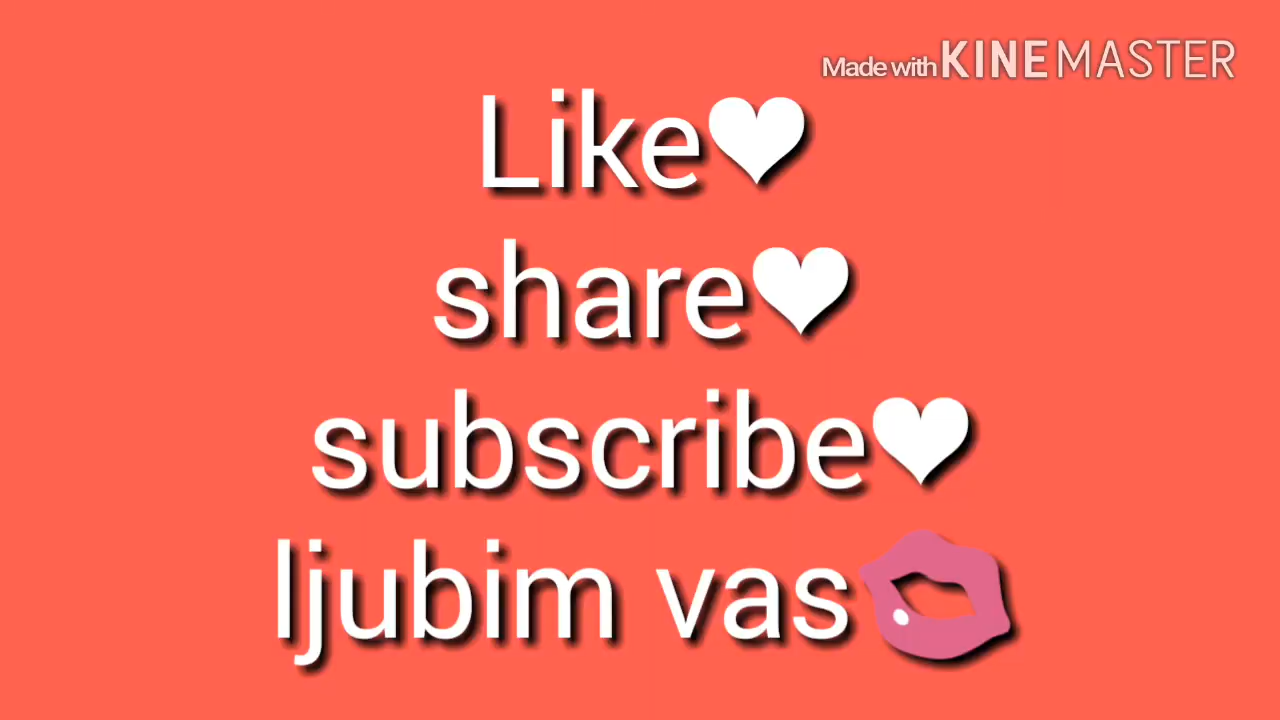 Made with KINEMASTER
Like❤
share❤
subscribe❤
ljubim vas💋